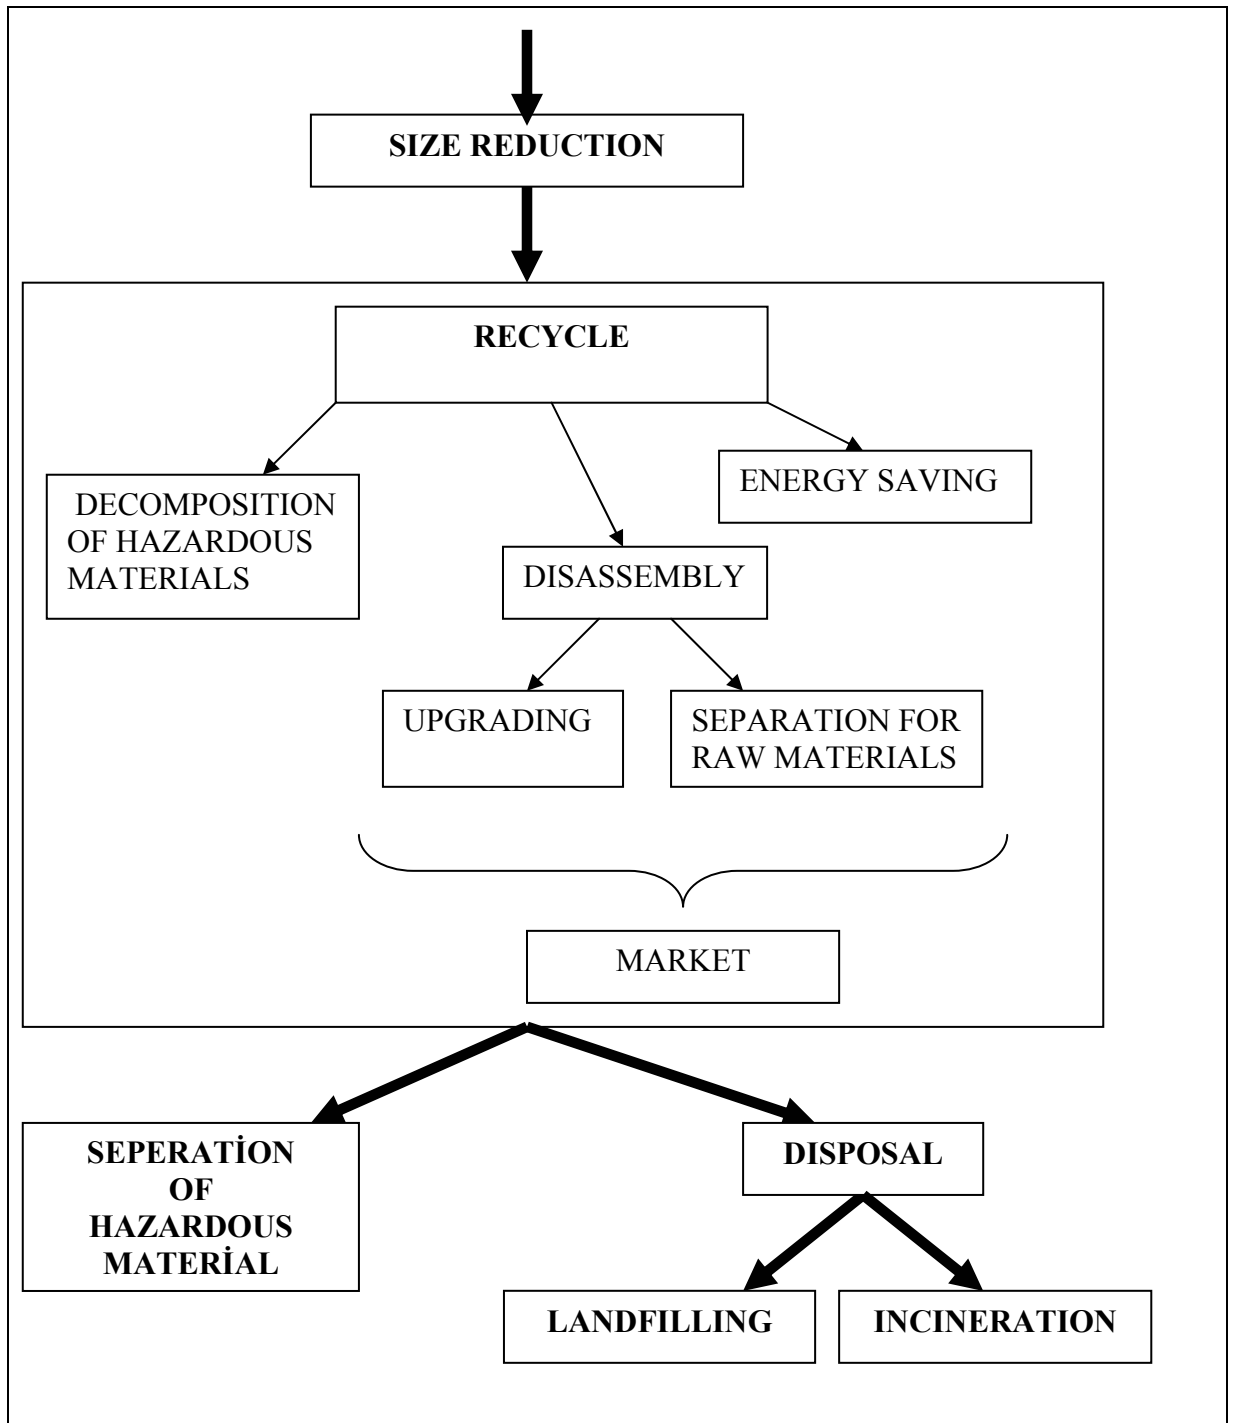 SIZE REDUCTION
RECYCLE
ENERGY SAVING
DECOMPOSITION
OF HAZARDOUS
MATERIALS
DISASSEMBLY
UPGRADING
SEPARATION FOR
RAW MATERIALS
MARKET
SEPERATİON
OF
HAZARDOUS
MATERİAL
DISPOSAL
LANDFILLING
INCINERATION